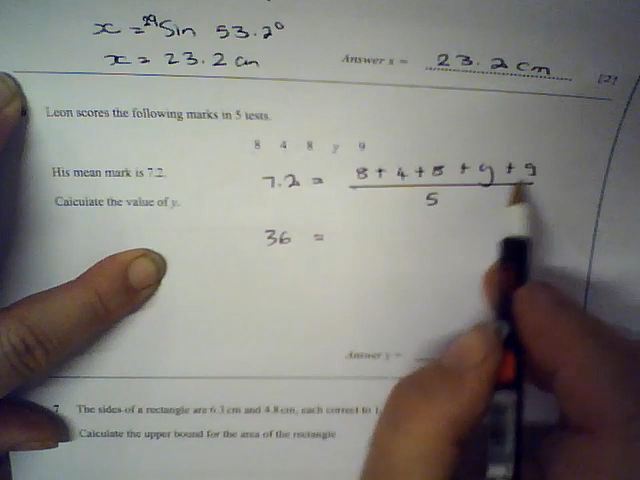 x = 29 Sin 53.2°
x = 23.2 cm
Answer x = 23.2 cm [2]
Leon scores the following marks in 5 tests.
8 4 8 y 9
His mean mark is 7.2.
7.2 = 8 + 4 + 8 + y + 9
Calculate the value of y.
5
36 =
Answer y =
7 The sides of a rectangle are 6.3 cm and 4.8 cm, each correct to 1
Calculate the upper bound for the area of the rectangle